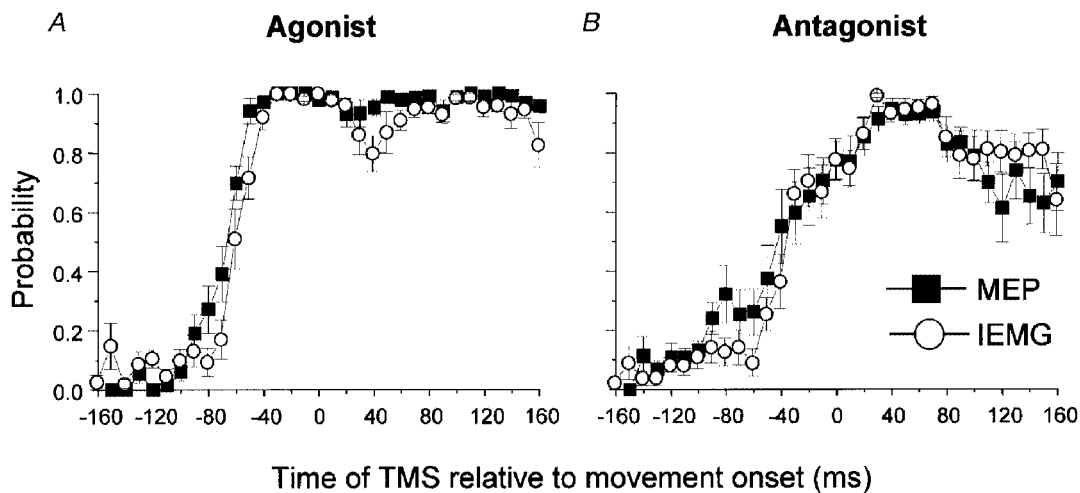 A Agonist
B Antagonist
Probability
1.0
0.8
0.6
0.4
0.2
0.0
-160 -120 -80 -40 0 40 80 120 160
-160 -120 -80 -40 0 40 80 120 160
MEP
IEMG
Time of TMS relative to movement onset (ms)